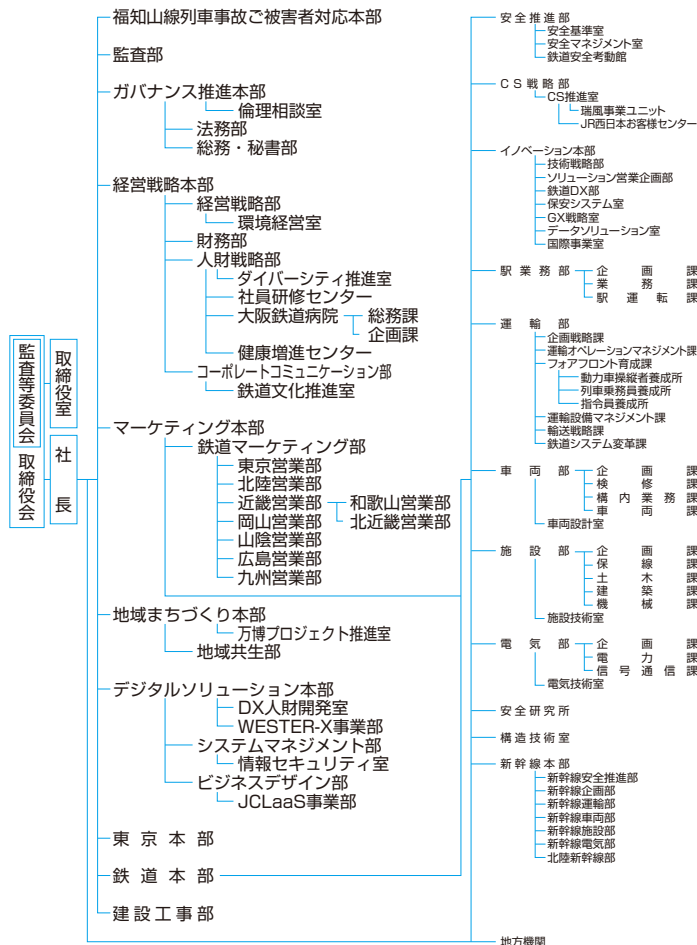 監査等委員会
取締役会
取締役室
社長
福知山線列車事故ご被害者対応本部
監査部
ガバナンス推進本部
倫理相談室
法務部
総務・秘書部
経営戦略本部
経営戦略部
環境経営室
財務部
人財戦略部
ダイバーシティ推進室
社員研修センター
大阪鉄道病院
総務課
企画課
健康増進センター
コーポレートコミュニケーション部
鉄道文化推進室
マーケティング本部
鉄道マーケティング部
東京営業部
北陸営業部
近畿営業部
和歌山営業部
北近畿営業部
岡山営業部
山陰営業部
広島営業部
九州営業部
地域まちづくり本部
万博プロジェクト推進室
地域共生部
デジタルソリューション本部
DX人財開発室
WESTER-X事業部
システムマネジメント部
情報セキュリティ室
ビジネスデザイン部
JCLaaS事業部
東京本部
鉄道本部
建設工事部
安全推進部
安全基準室
安全マネジメント室
鉄道安全考動館
CS戦略部
CS推進室
瑞風事業ユニット
JR西日本お客様センター
イノベーション本部
技術戦略部
ソリューション営業企画部
鉄道DX部
保安システム室
GX戦略室
データソリューション室
国際事業室
駅業務部
企画課
業務課
駅運転課
運輸部
企画戦略課
運輸オペレーションマネジメント課
フォアフロント育成課
動力車操縦者養成所
列車乗務員養成所
指令員養成所
運輸設備マネジメント課
輸送戦略課
鉄道システム変革課
車両部
企画課
検修課
構内業務課
車両課
車両設計室
施設部
企画課
保線課
土木課
建築課
機械課
施設技術室
電気部
企画課
電力課
信号通信課
電気技術室
安全研究所
構造技術室
新幹線本部
新幹線安全推進部
新幹線企画部
新幹線運輸部
新幹線車両部
新幹線施設部
新幹線電気部
北陸新幹線部
地方機関